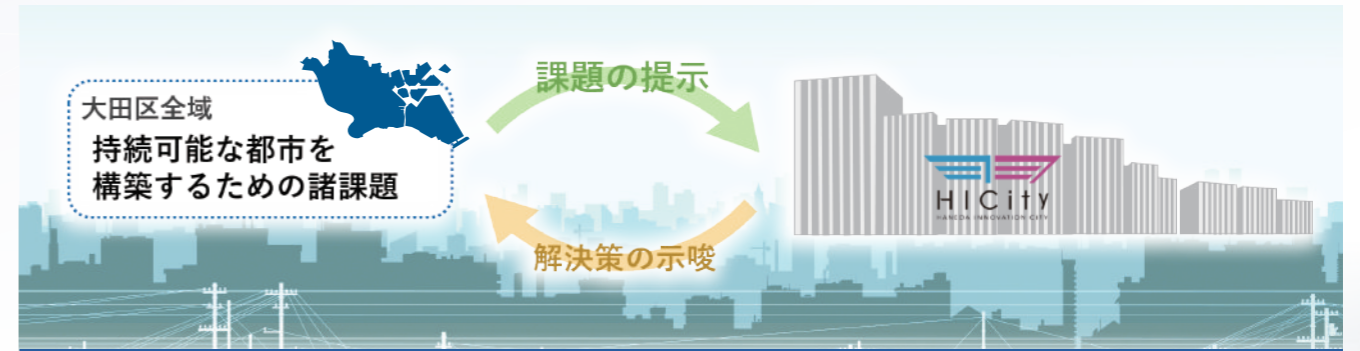 大田区全域
持続可能な都市を
構築するための諸課題
課題の提示
解決策の示唆
HICity
HANEDA INNOVATION CITY